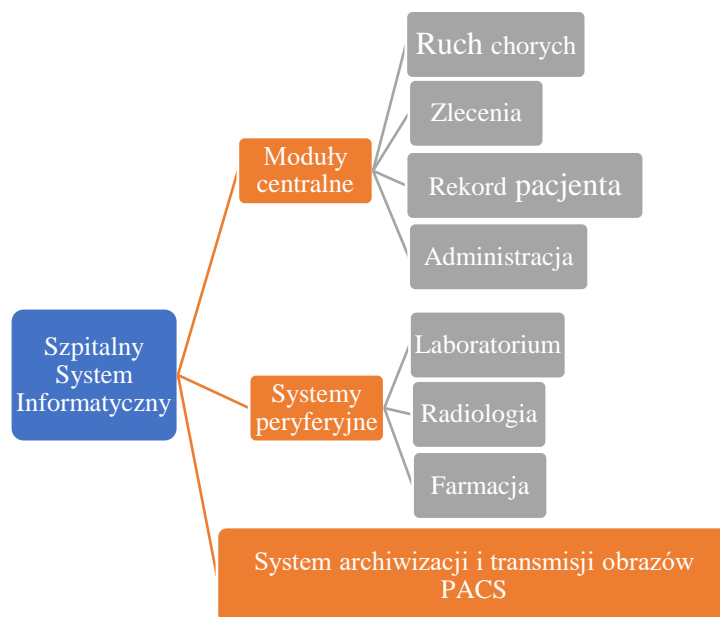 Szpitalny
System
Informatyczny
Moduły
centralne
Ruch chorych
Zlecenia
Rekord pacjenta
Administracja
Systemy
peryferyjne
Laboratorium
Radiologia
Farmacja
System archiwizacji i transmisji obrazów
PACS